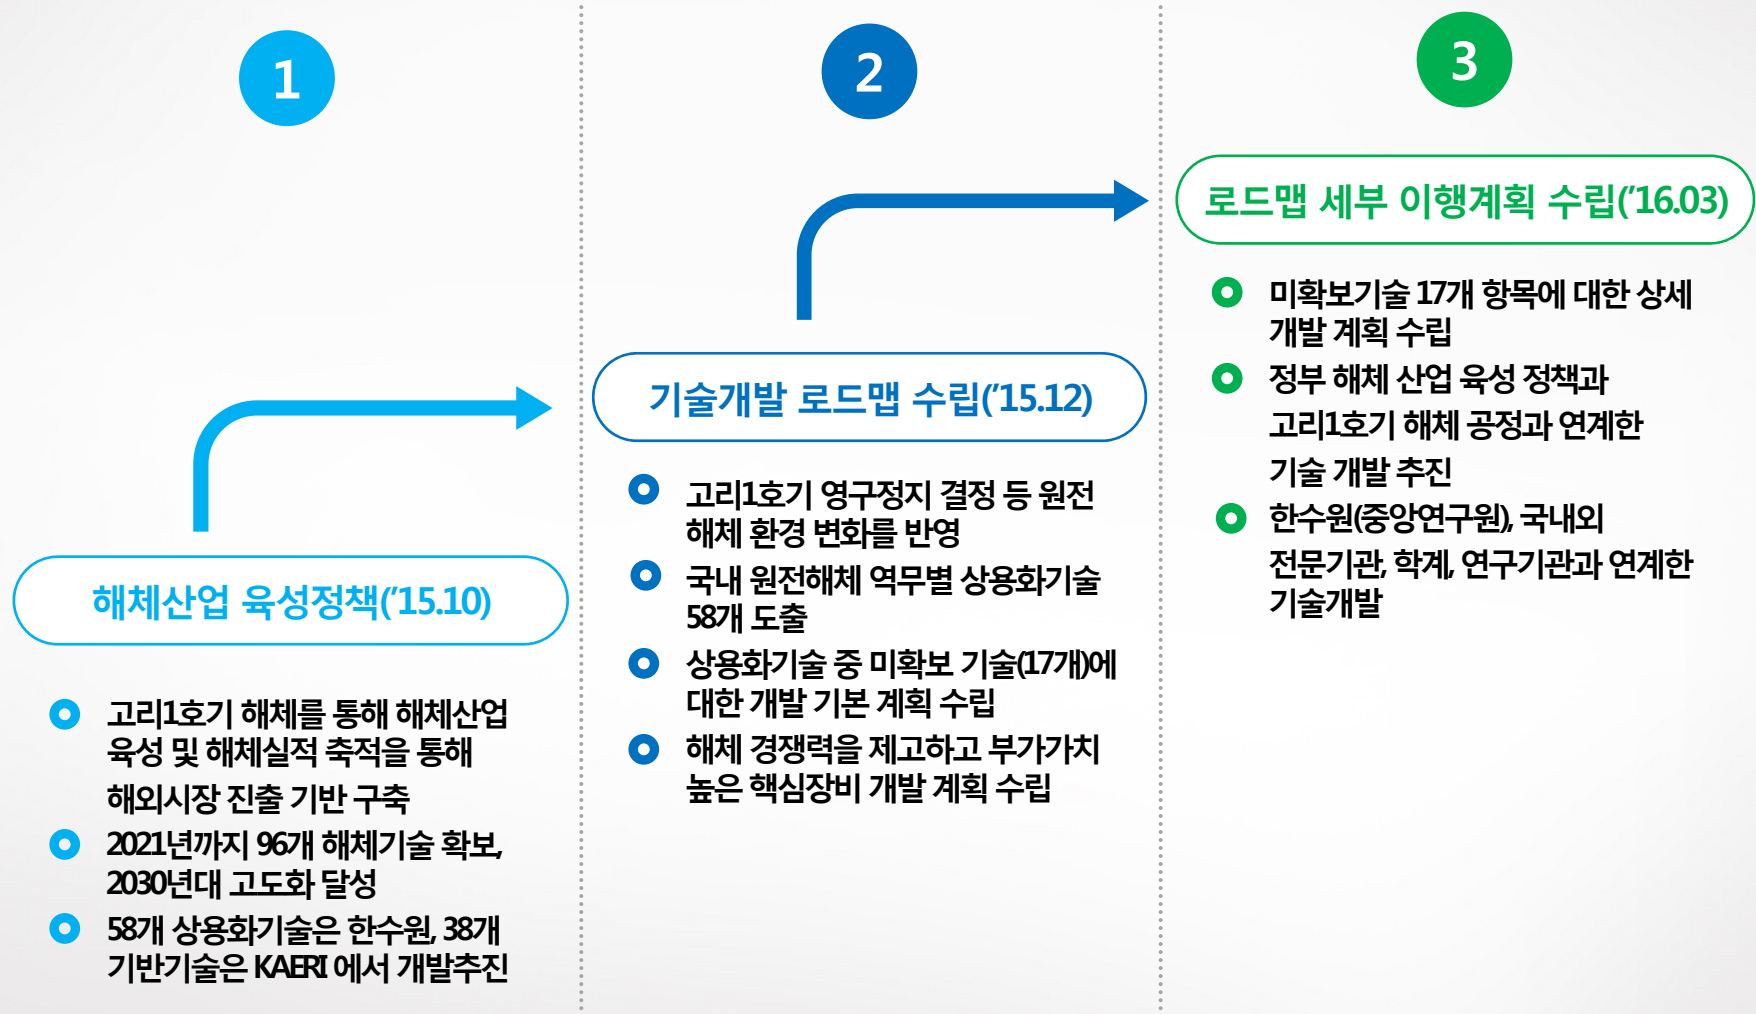 1
해체산업 육성정책('15.10)
고리1호기 해체를 통해 해체산업
육성 및 해체실적 축적을 통해
해외시장 진출 기반 구축
2021년까지 96개 해체기술 확보,
2030년대 고도화 달성
58개 상용화기술은 한수원, 38개
기반기술은 KAERI 에서 개발추진
2
기술개발 로드맵 수립('15.12)
고리1호기 영구정지 결정 등 원전
해체 환경 변화를 반영
국내 원전해체 역무별 상용화기술
58개 도출
상용화기술 중 미확보 기술(17개)에
대한 개발 기본 계획 수립
해체 경쟁력을 제고하고 부가가치
높은 핵심장비 개발 계획 수립
3
로드맵 세부 이행계획 수립('16.03)
미확보기술 17개 항목에 대한 상세
개발 계획 수립
정부 해체 산업 육성 정책과
고리1호기 해체 공정과 연계한
기술 개발 추진
한수원(중앙연구원), 국내외
전문기관, 학계, 연구기관과 연계한
기술개발